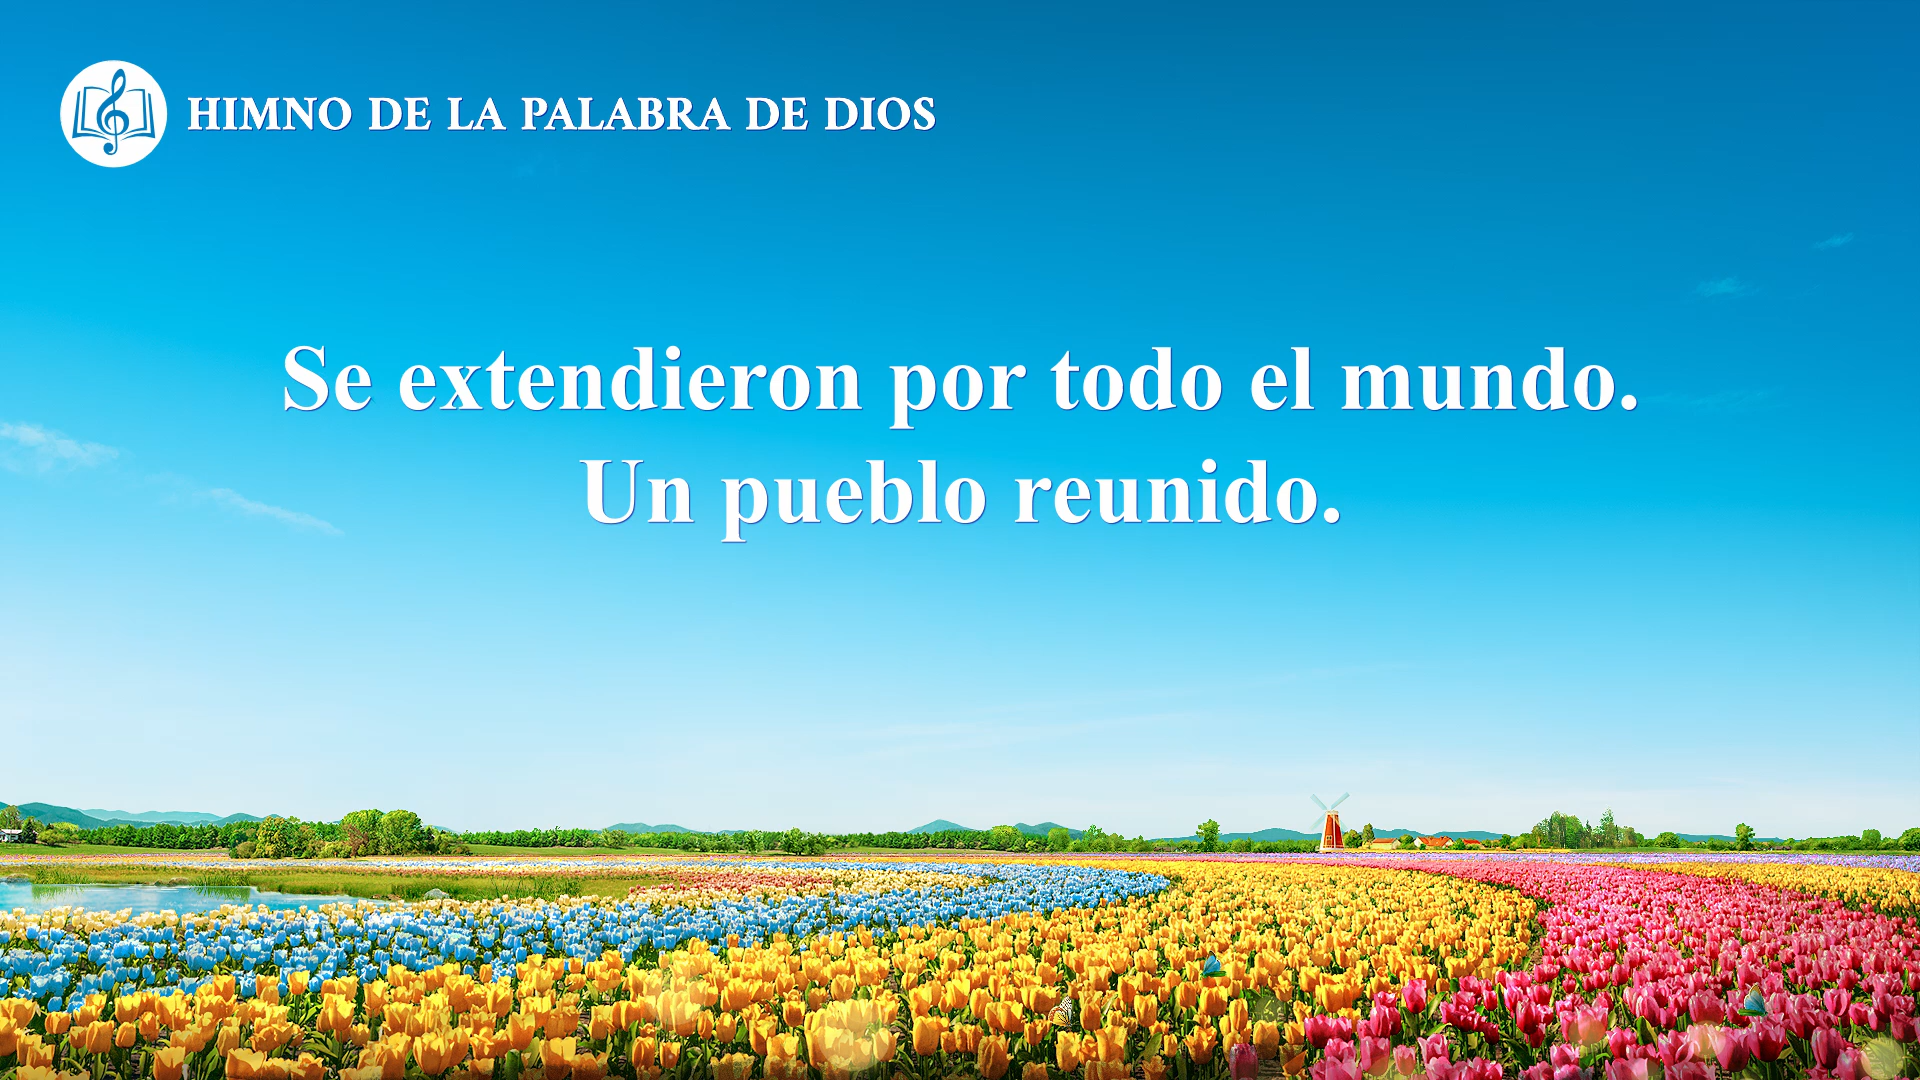 HIMNO DE LA PALABRA DE DIOS
Se extendieron por todo el mundo.
Un pueblo reunido.